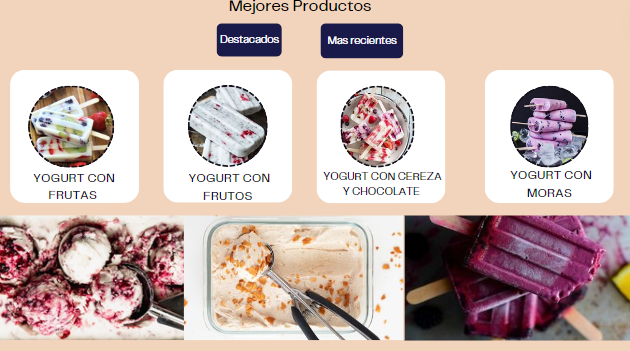 Mejores Productos
Destacados
Mas recientes
YOGURT CON
FRUTAS
YOGURT CON
FRUTOS
YOGURT CON CEREZA
Y CHOCOLATE
YOGURT CON
MORAS